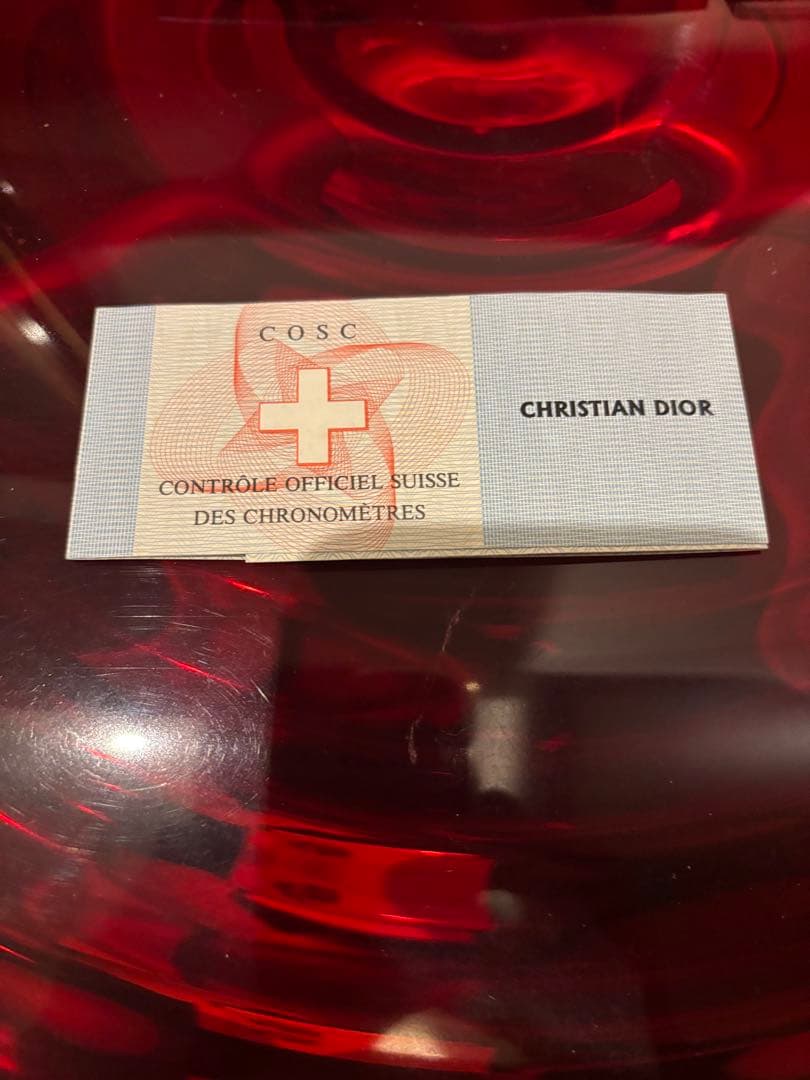 COSC
CONTRÔLE OFFICIEL SUISSE
DES CHRONOMÈTRES
CHRISTIAN DIOR